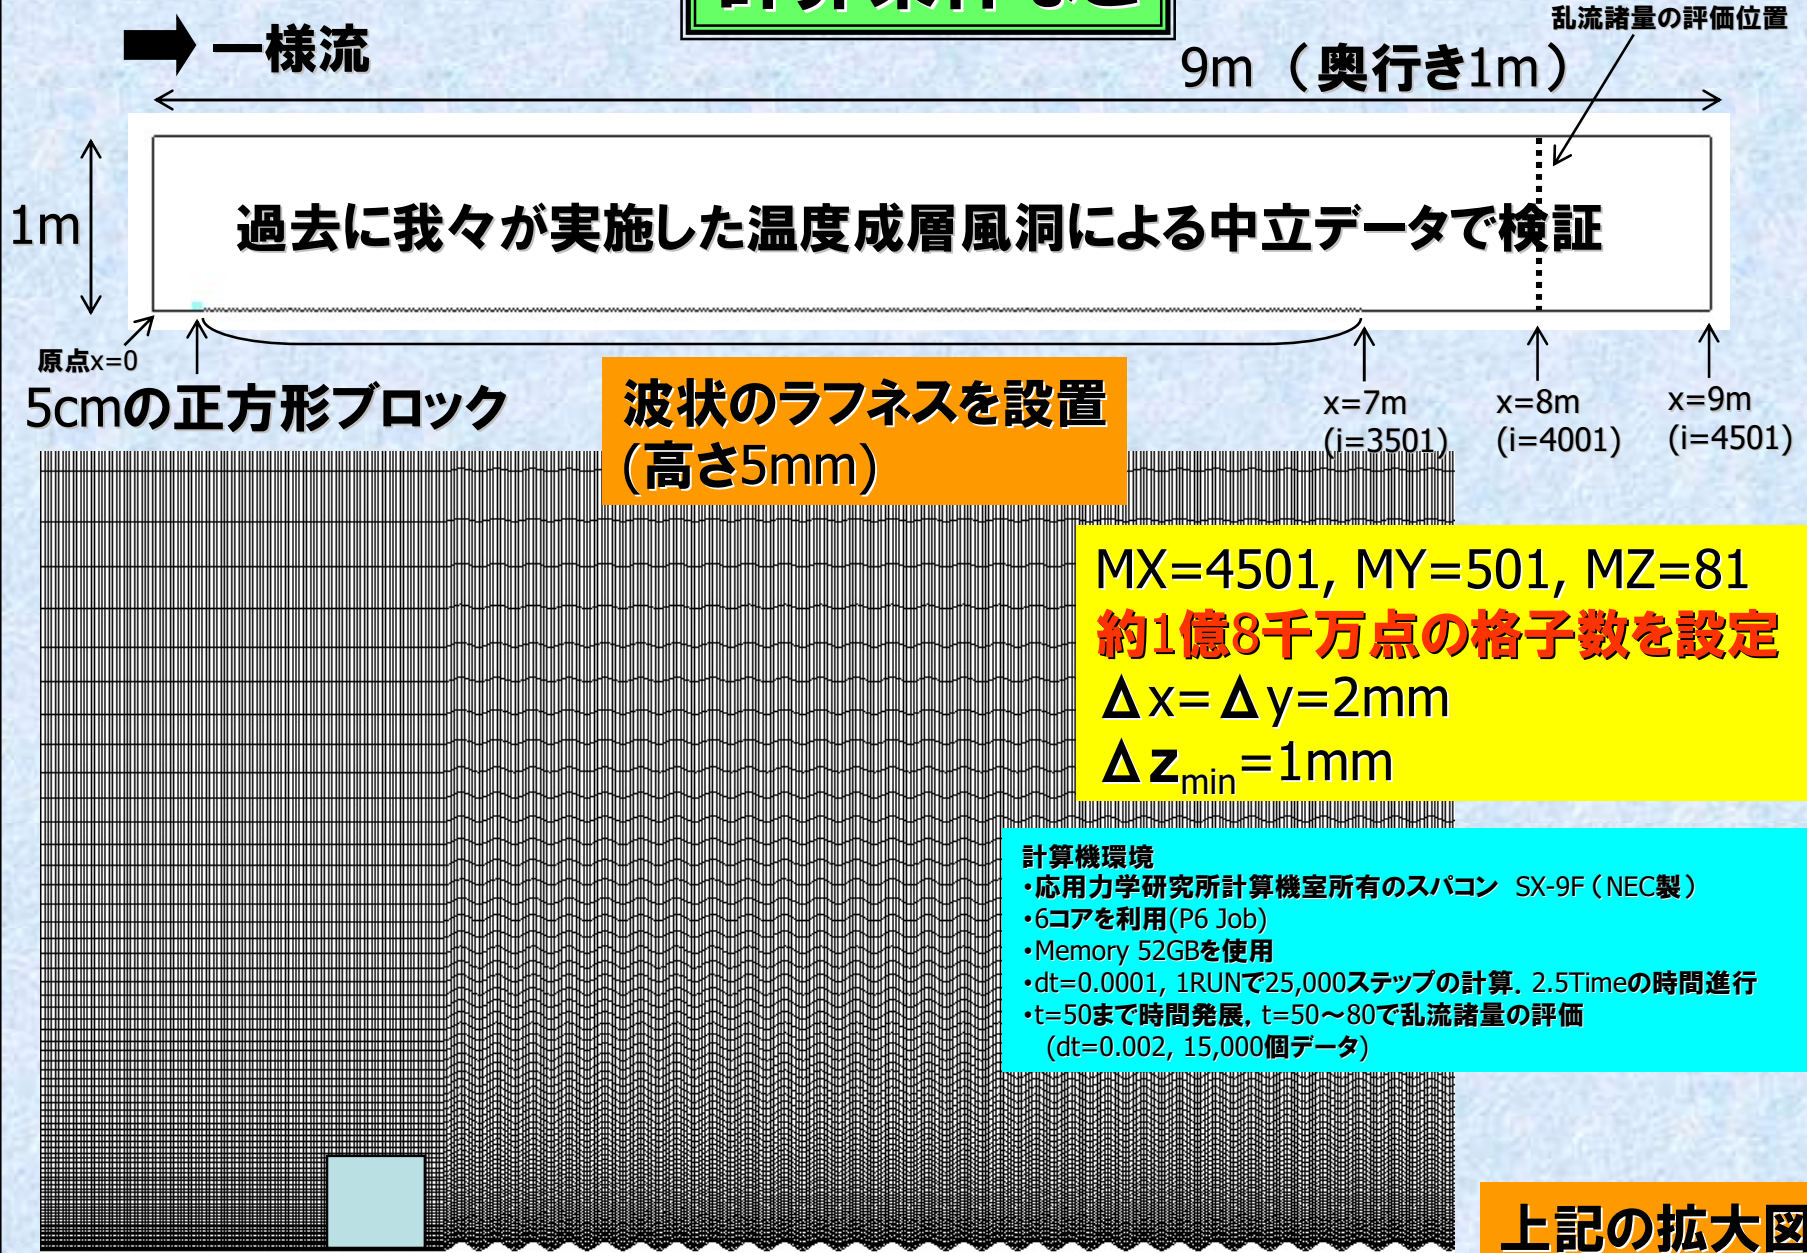 計算条件など
一様流
乱流諸量の評価位置
9m（奥行き1m）
1m
過去に我々が実施した温度成層風洞による中立データで検証
原点x=0
5cmの正方形ブロック
波状のラフネスを設置
(高さ5mm)
x=7m
(i=3501)
x=8m
(i=4001)
x=9m
(i=4501)
MX=4501, MY=501, MZ=81
約1億8千万点の格子数を設定
Δx=Δy=2mm
Δzmin=1mm
計算機環境
・応用力学研究所計算機室所有のスパコン SX-9F（NEC製）
・6コアを利用(P6 Job)
・Memory 52GBを使用
・dt=0.0001, 1RUNで25,000ステップの計算．2.5Timeの時間進行
・t=50まで時間発展，t=50～80で乱流諸量の評価
(dt=0.002, 15,000個データ)
上記の拡大図